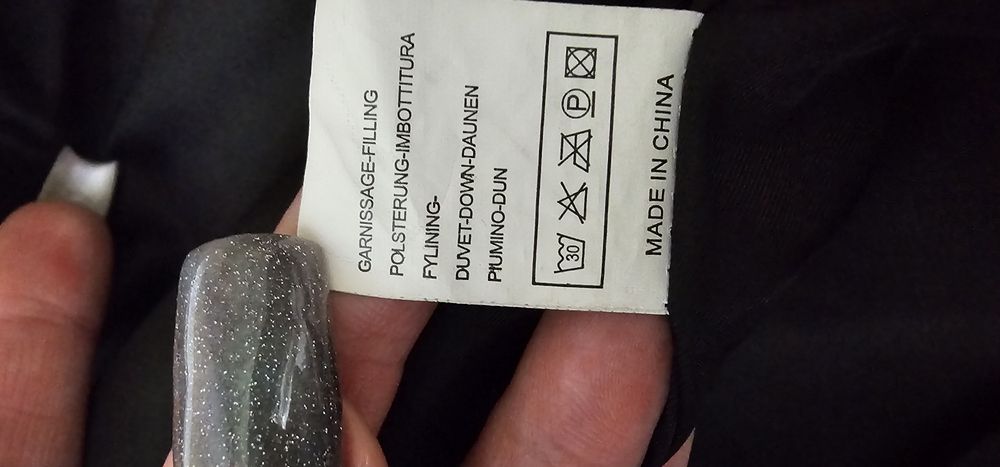 GARNISSAGE-FILLING
POLSTERUNG-IMBOTTITURA
FYLINING-
DUVET-DOWN-DAUNEN
PIUMINO-DUN
30
P
MADE IN CHINA